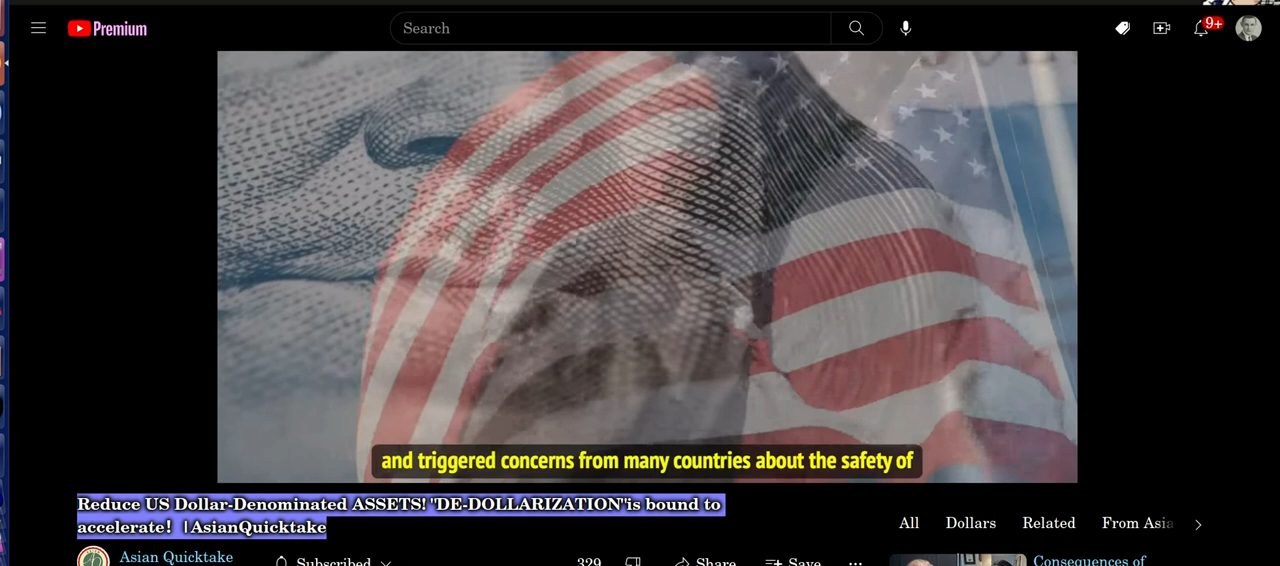 Premium
Search
9+
and triggered concerns from many countries about the safety of
Reduce US Dollar-Denominated ASSETS! "DE-DOLLARIZATION"is bound to
accelerate! | AsianQuicktake
All Dollars Related From Asia
Asian Quicktake
Subscribed 329 Share Save
Consequences of